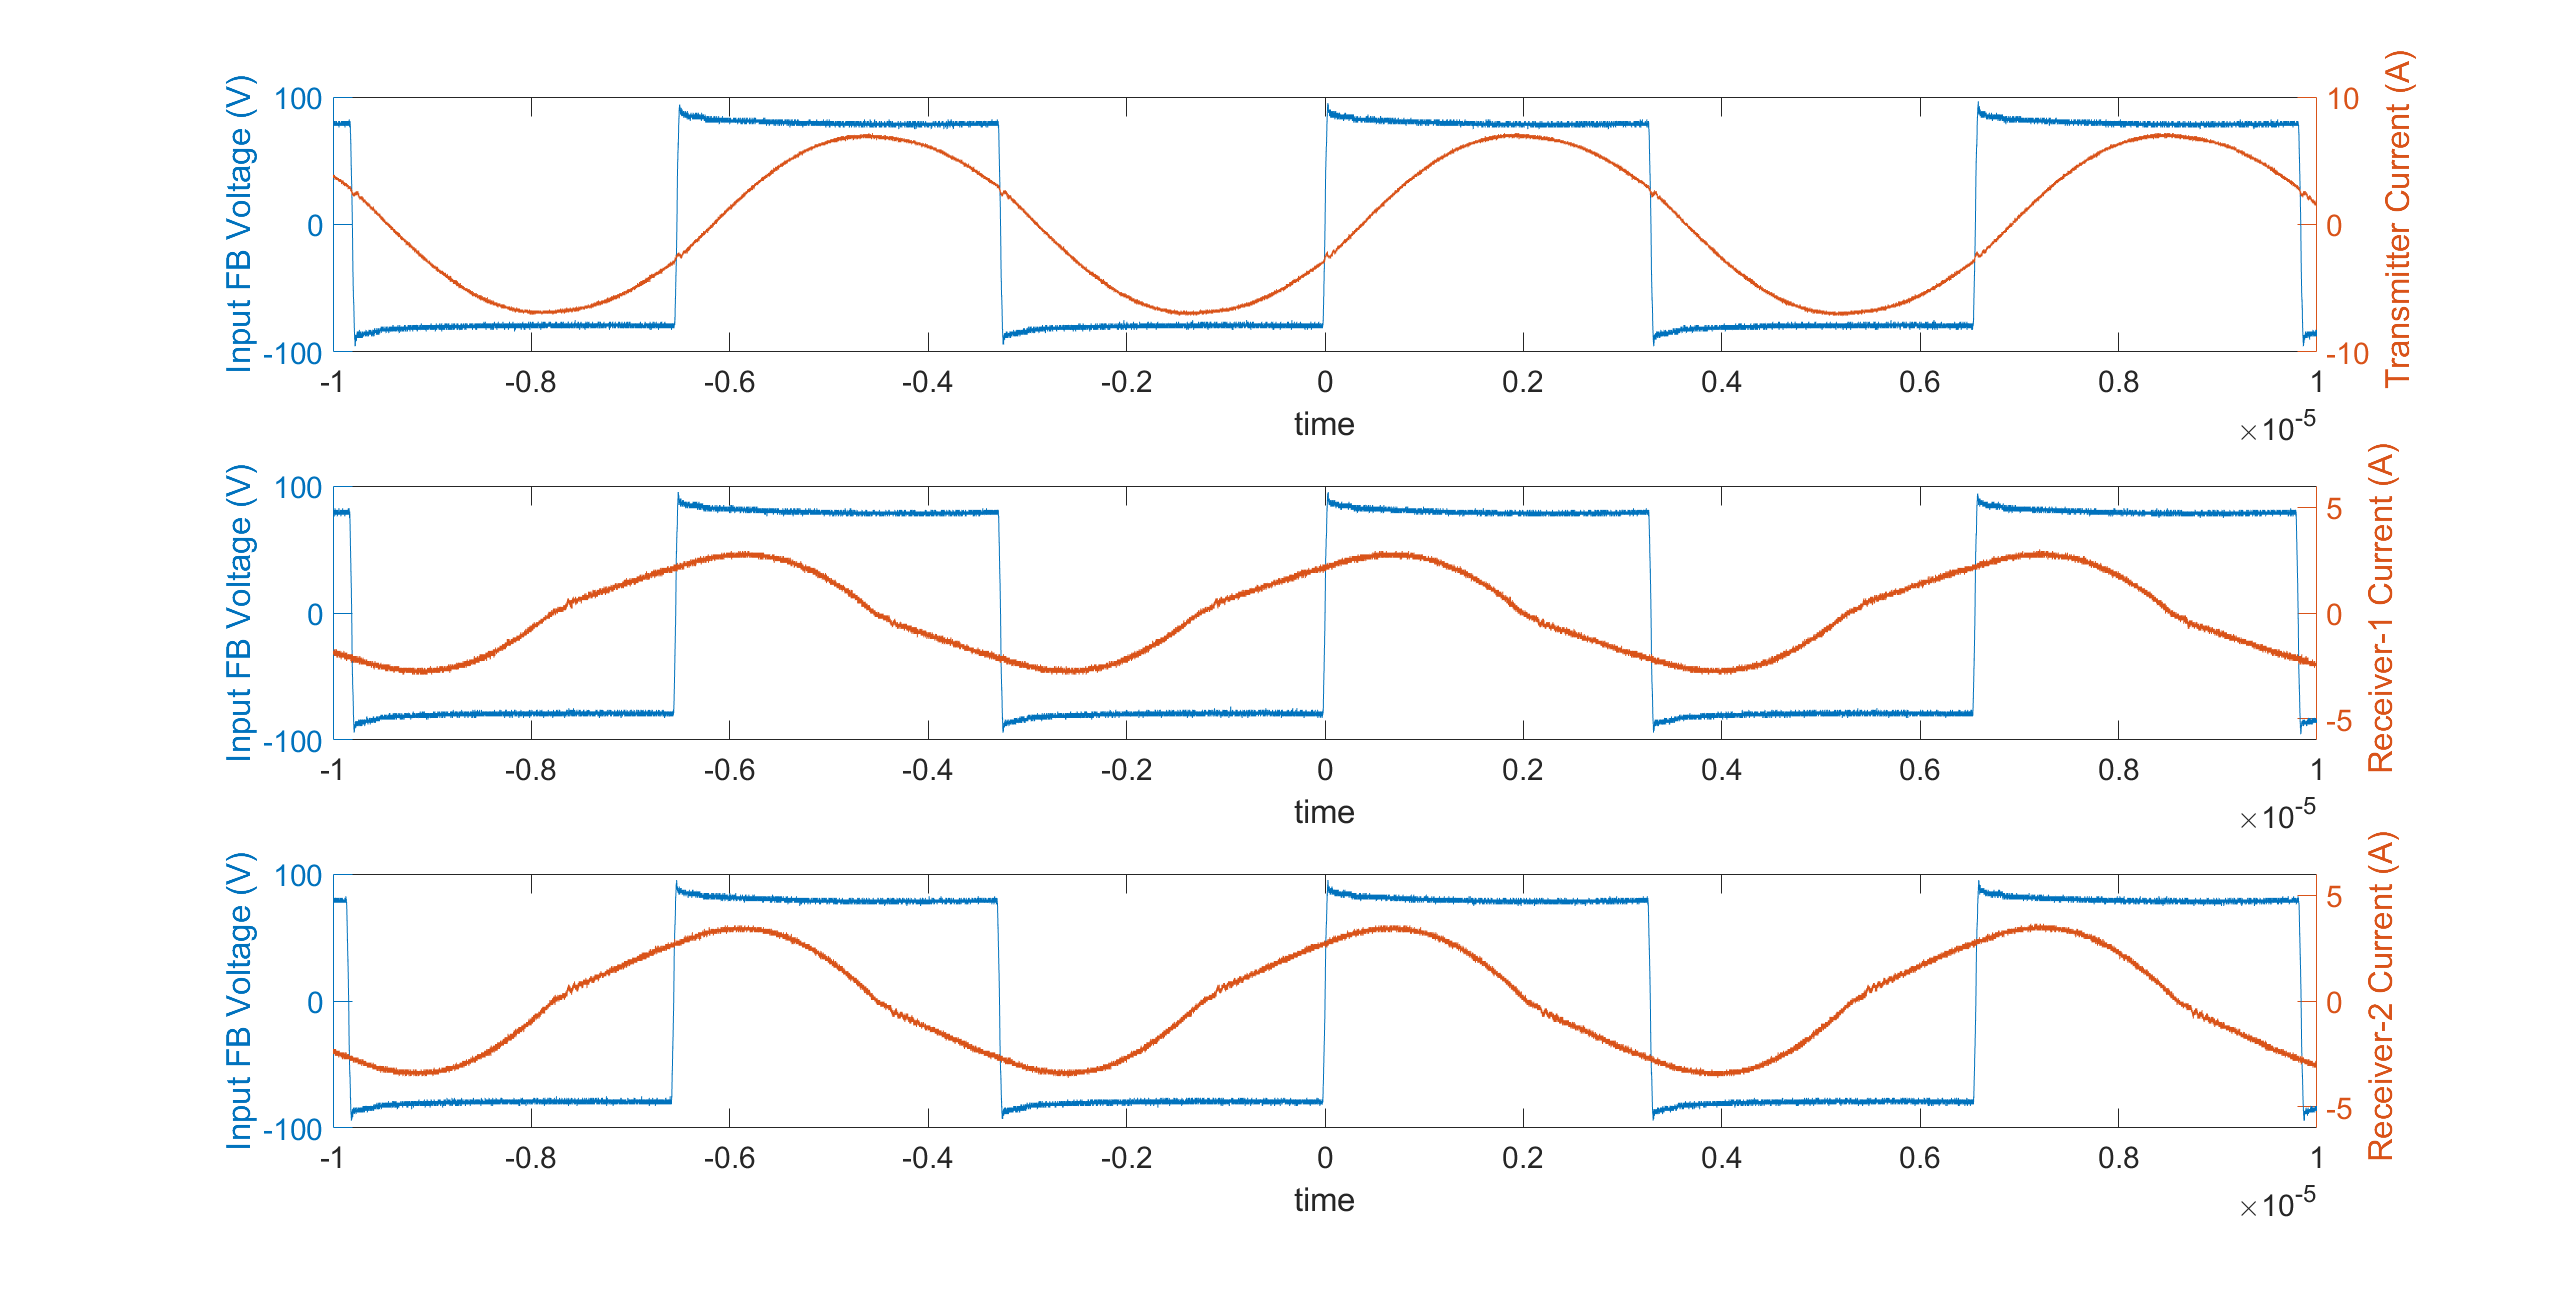 Input FB Voltage (V)
100
0
-100
Transmitter Current (A)
10
0
-10
-1 -0.8 -0.6 -0.4 -0.2 0 0.2 0.4 0.6 0.8 1
time
×10-5
Input FB Voltage (V)
100
0
-100
Receiver-1 Current (A)
5
0
-5
-1 -0.8 -0.6 -0.4 -0.2 0 0.2 0.4 0.6 0.8 1
time
×10-5
Input FB Voltage (V)
100
0
-100
Receiver-2 Current (A)
5
0
-5
-1 -0.8 -0.6 -0.4 -0.2 0 0.2 0.4 0.6 0.8 1
time
×10-5